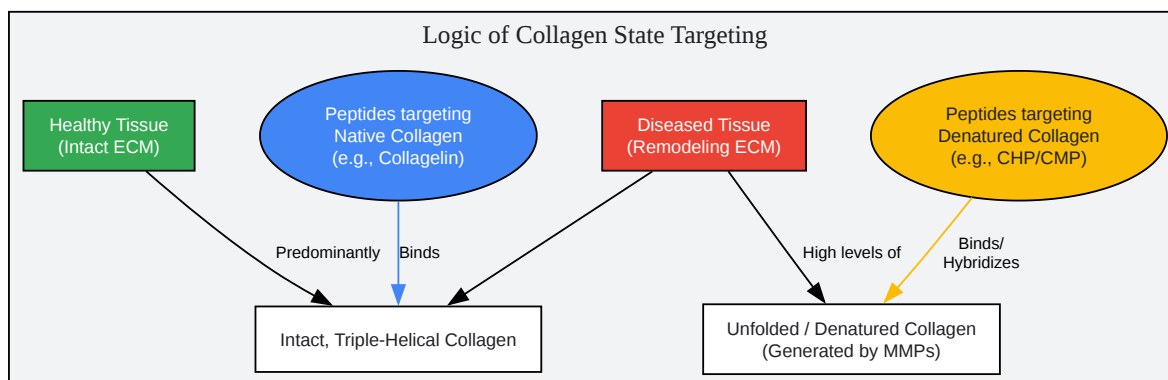 Logic of Collagen State Targeting
Healthy Tissue
(Intact ECM)
Peptides targeting
Native Collagen
(e.g., Collagelin)
Diseased Tissue
(Remodeling ECM)
Peptides targeting
Denatured Collagen
(e.g., CHP/CMP)
Predominantly
Binds
High levels of
Binds/
Hybridizes
Intact, Triple-Helical Collagen
Unfolded / Denatured Collagen
(Generated by MMPs)